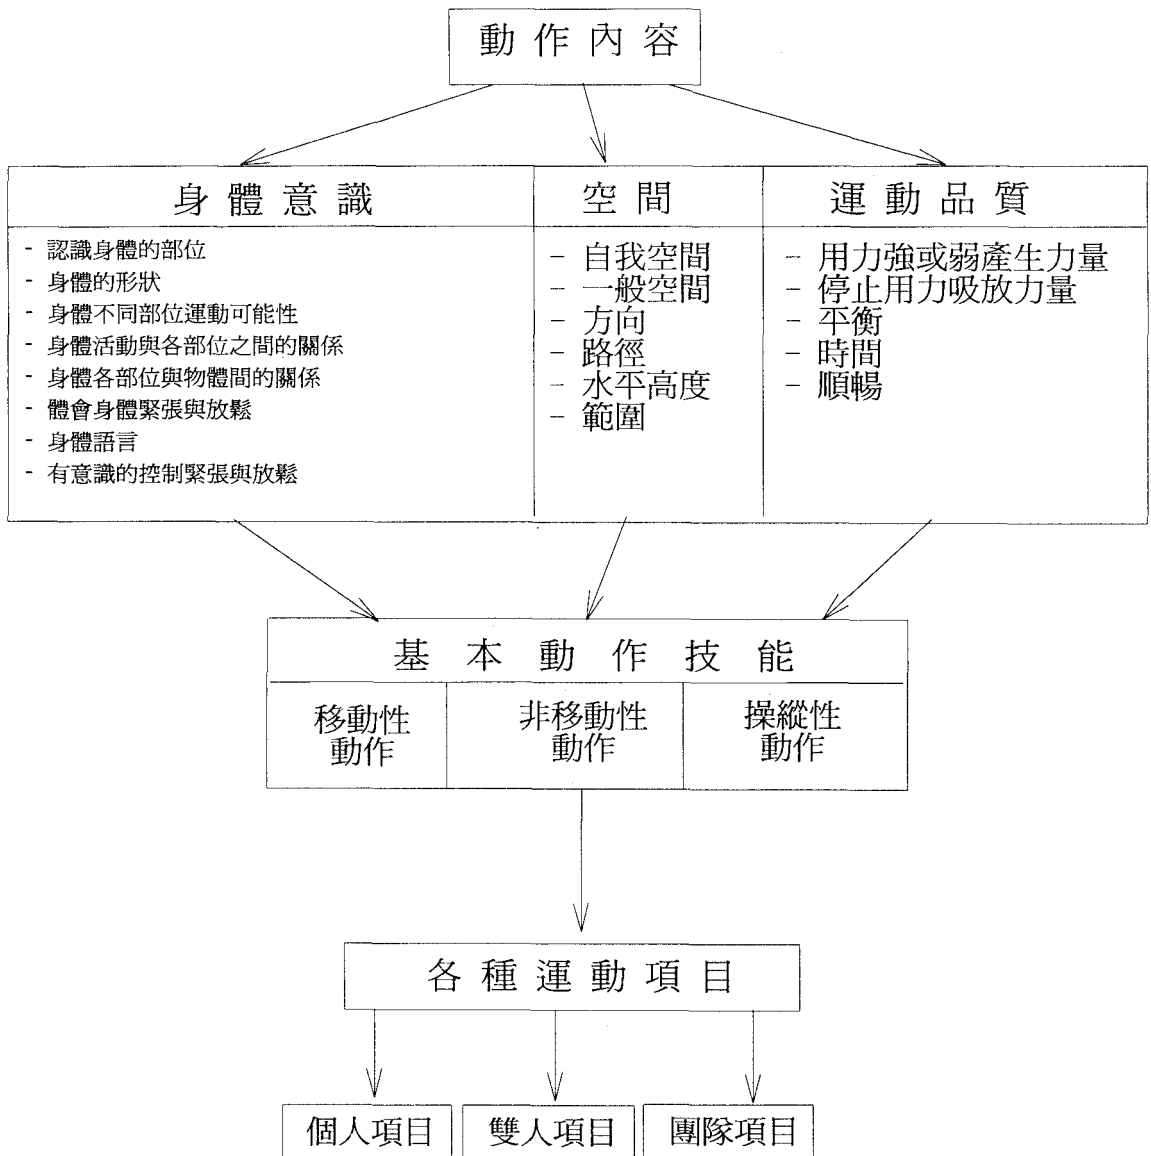 動作內容
身體意識
- 認識身體的部位
- 身體的形狀
- 身體不同部位運動可能性
- 身體活動與各部位之間的關係
- 身體各部位與物體間的關係
- 體會身體緊張與放鬆
- 身體語言
- 有意識的控制緊張與放鬆
空間
- 自我空間
- 一般空間
- 方向
- 路徑
- 水平高度
- 範圍
運動品質
- 用力強或弱產生力量
- 停止用力吸放力量
- 平衡
- 時間
- 順暢
基本動作技能
移動性
動作
非移動性
動作
操縱性
動作
各種運動項目
個人項目
雙人項目
團隊項目